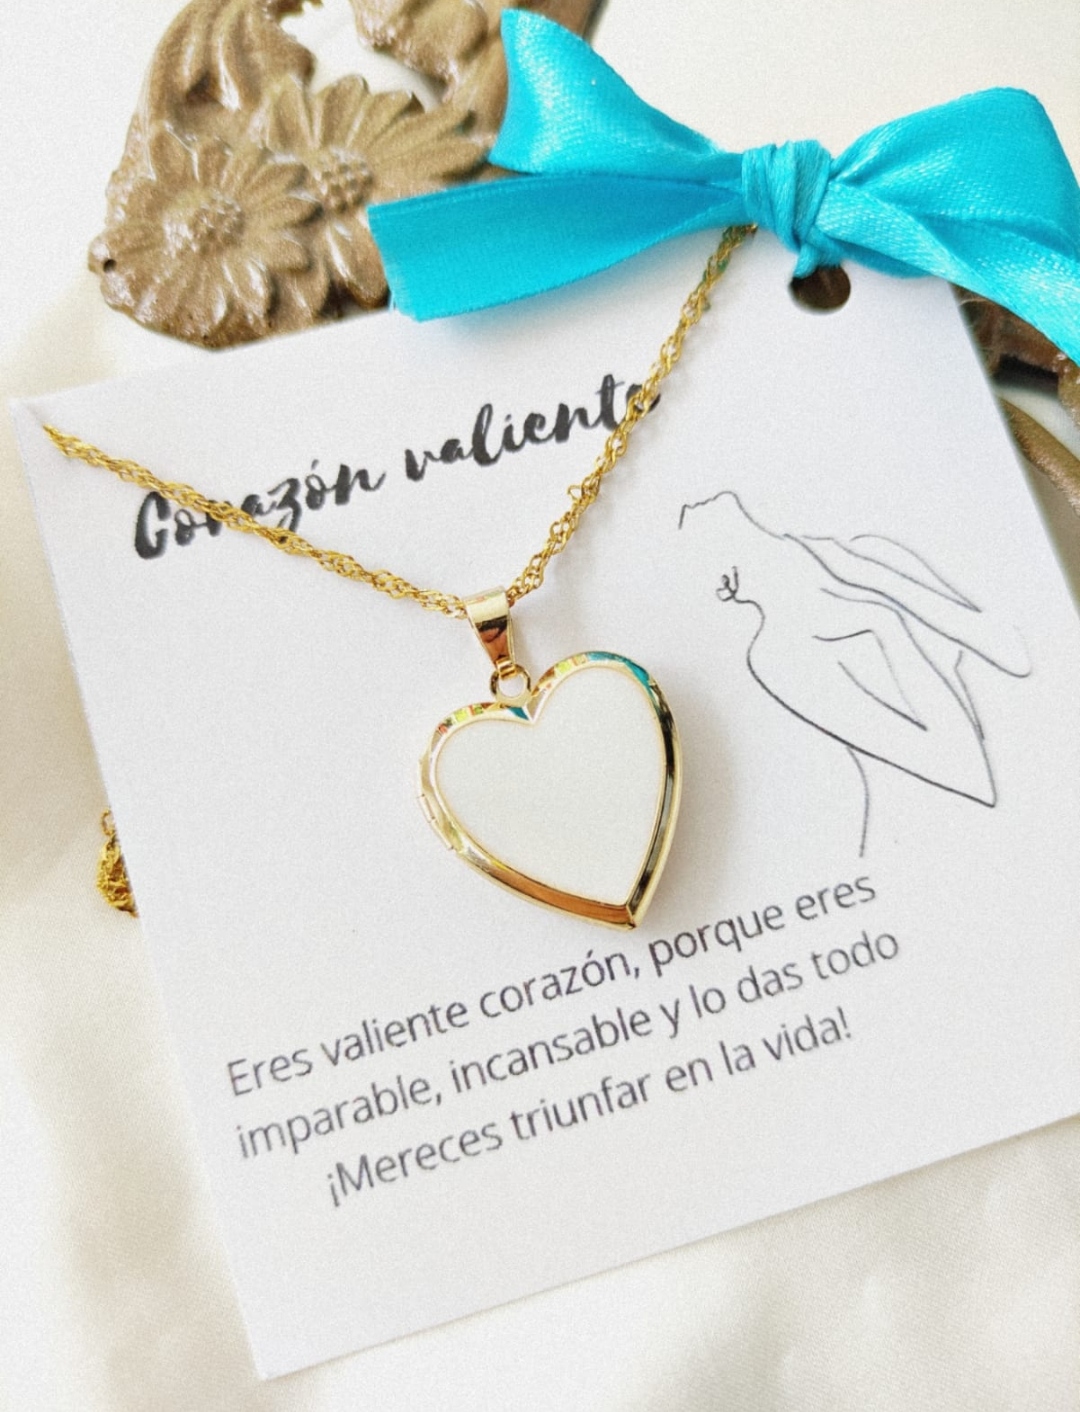 Corazón valiente
Eres valiente corazón, porque eres
imparable, incansable y lo das todo
¡Mereces triunfar en la vida!